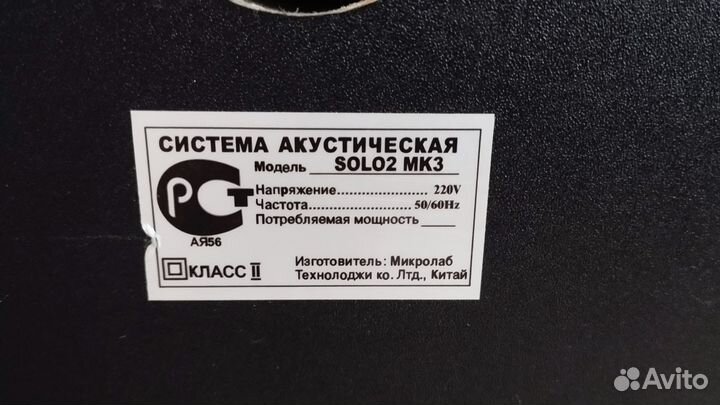 СИСТЕМА АКУСТИЧЕСКАЯ
Модель SOLO2 MK3
Напряжение.................... 220V
Частота.................... 50/60Hz
Потребляемая мощность
РСТ
АЯ56
КЛАСС II
Изготовитель: Микролаб
Технолоджи ко. Лтд., Китай
Avito